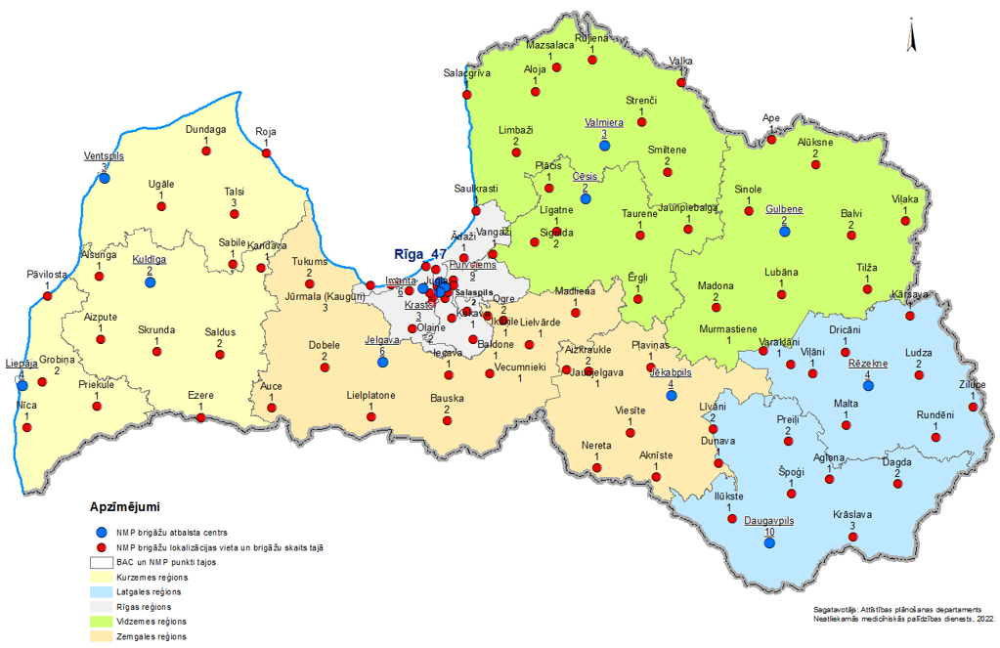 Rūjiena
1
Mazsalaca
1
Valka
1
Salacgrīva
1
Aloja
1
Strenči
1
Dundaga
1
Roja
1
Limbaži
2
Valmiera
3
Ape
1
Alūksne
2
Ventspils
3
Smiltene
2
Plācis
1
Cēsis
2
Ugāle
1
Talsi
3
Saulkrasti
1
Sinole
1
Gulbene
2
Viļaka
1
Līgatne
1
Taurene
1
Jaunpiebalga
1
Balvi
2
Sigulda
2
Ādaži
1
Vangaži
1
Sabile
1
Kandava
1
Alsunga
1
Kuldīga
2
Rīga 47
Tukums
2
Purvciems
9
Pāvilosta
1
Imanta
6
Jugla
Salaspils
2
Jūrmala (Kauguri)
3
Krasts
3
Ogre
2
Ērgļi
1
Madona
2
Lubāna
1
Tilža
1
Kārsava
1
Madliena
1
Aizpute
1
Skrunda
1
Saldus
2
Olaine
2
Ķekava
1
Ikšķile
1
Lielvārde
1
Murmastiene
1
Dricāni
1
Dobele
2
Jelgava
6
Iecava
1
Baldone
1
Vecumnieki
1
Aizkraukle
2
Jaunjelgava
1
Pļaviņas
1
Varakļāni
1
Viļāni
1
Rēzekne
4
Ludza
2
Liepāja
4
Grobiņa
2
Jēkabpils
4
Zilupe
1
Nīca
1
Priekule
1
Ezere
1
Auce
1
Lielplatone
1
Bauska
2
Viesīte
1
Līvāni
2
Preiļi
2
Malta
1
Rundēni
1
Nereta
1
Aknīste
1
Dunava
1
Aglona
1
Dagda
2
Špoģi
1
Ilūkste
1
Daugavpils
10
Krāslava
3
Apzīmējumi
NMP brigāžu atbalsta centrs
NMP brigāžu lokalizācijas vieta un brigāžu skaits tajā
BAC un NMP punkti tajos
Kurzemes reģions
Latgales reģions
Rīgas reģions
Vidzemes reģions
Zemgales reģions
Sagatavotājs: Attīstības plānošanas departaments
Neatliekamās medicīniskās palīdzības dienests, 2022.